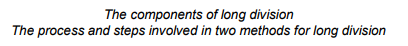 The components of long division
The process and steps involved in two methods for long division